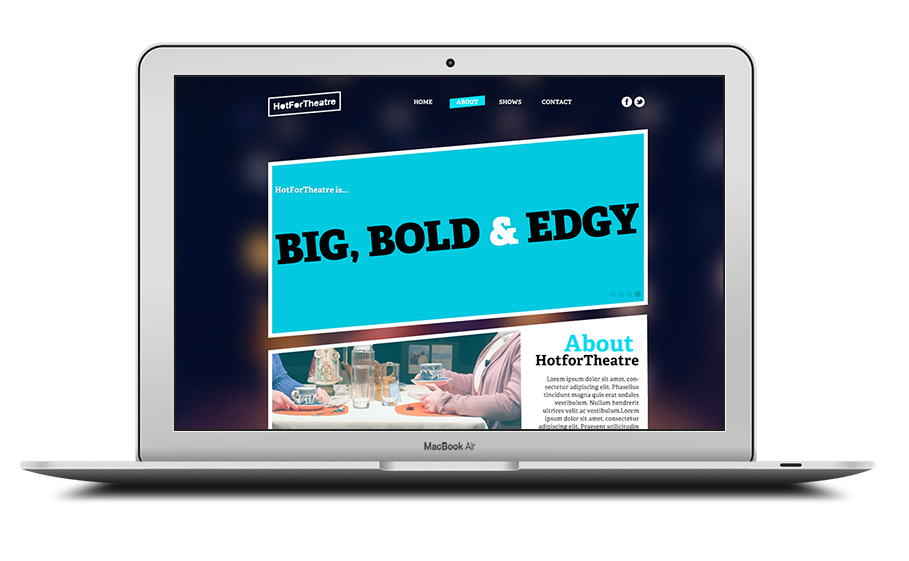 HotForTheatre
HOME ABOUT SHOWS CONTACT
HotForTheatre is...
BIG, BOLD & EDGY
About
HotforTheatre
Lorem ipsum dolor sit amet, con-
sectetur adipiscing elit. Phasellus
tincidunt magna quis erat sodales
vestibulum. Nullam hendrerit
ultrices velit ac vestibulum.Lorem
ipsum dolor sit amet, consectetur
adipiscing elit. Praesent sollicitudin
MacBook Air